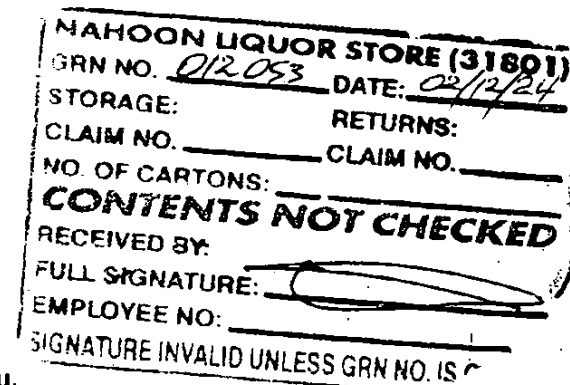 NAHOON LIQUOR STORE (31801)
GRN NO. 012053 DATE: 02/12/24
STORAGE: RETURNS:
CLAIM NO. CLAIM NO.
NO. OF CARTONS:
CONTENTS NOT CHECKED
RECEIVED BY:
FULL SIGNATURE:
EMPLOYEE NO:
SIGNATURE INVALID UNLESS GRN NO. IS